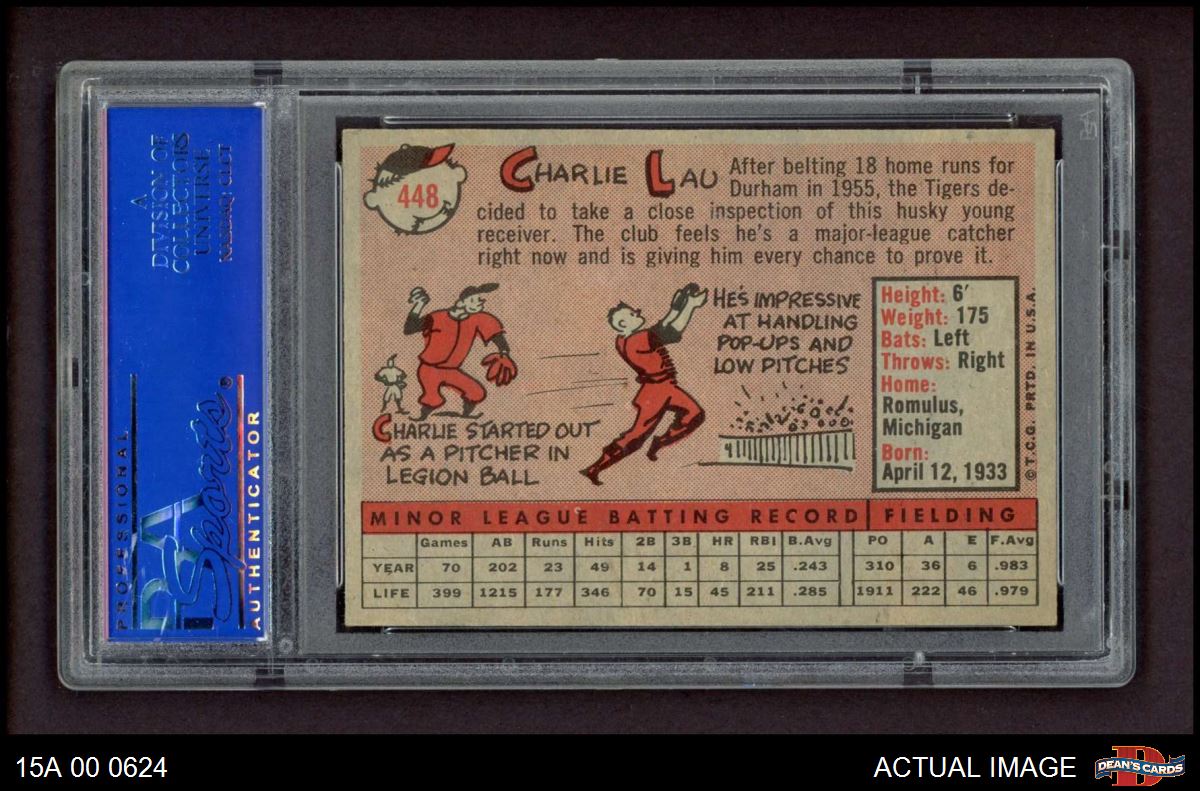 A
DIVISION OF
COLLECTORS
UNIVERSE
NASDAQ: CLCT
PROFESSIONAL
PSA
Sports®
AUTHENTICATOR
448
CHARLIE LAU
After belting 18 home runs for
Durham in 1955, the Tigers de-
cided to take a close inspection of this husky young
receiver. The club feels he's a major-league catcher
right now and is giving him every chance to prove it.
CHARLIE STARTED OUT
AS A PITCHER IN
LEGION BALL
HE'S IMPRESSIVE
AT HANDLING
POP-UPS AND
LOW PITCHES
Height: 6'
Weight: 175
Bats: Left
Throws: Right
Home:
Romulus,
Michigan
Born:
April 12, 1933
©T.C.G. PRTD. IN U.S.A.
MINOR LEAGUE BATTING RECORD FIELDING
Games AB Runs Hits 2B 3B HR RBI B.Avg PO A E F.Avg
YEAR 70 202 23 49 14 1 8 25 .243 310 36 6 .983
LIFE 399 1215 177 346 70 15 45 211 .285 1911 222 46 .979
15A 00 0624
ACTUAL IMAGE
DEAN'S CARDS